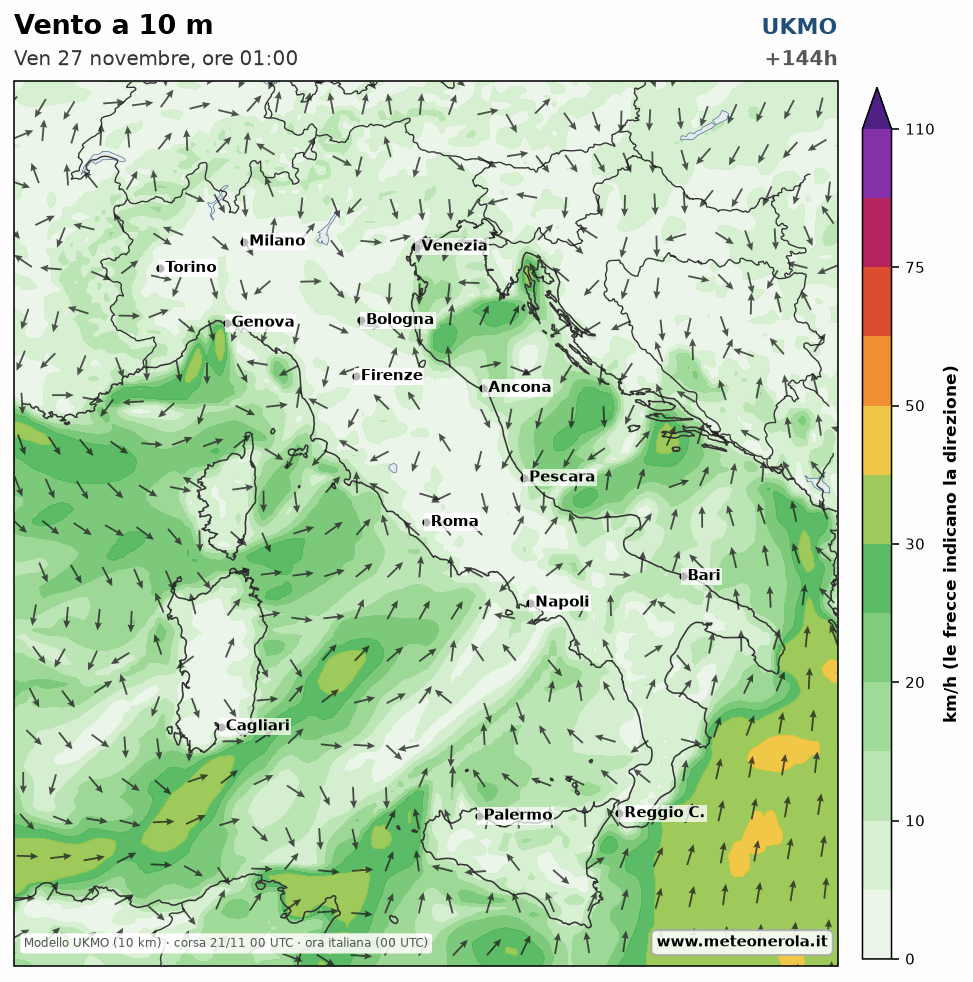 Vento a 10 m
UKMO
Ven 27 novembre, ore 01:00
+144h
Milano
Venezia
Torino
Genova
Bologna
Firenze
Ancona
Pescara
Roma
Bari
Napoli
Cagliari
Palermo
Reggio C.
Modello UKMO (10 km) · corsa 21/11 00 UTC · ora italiana (00 UTC)
www.meteonerola.it
110
75
50
30
20
10
0
km/h (le frecce indicano la direzione)